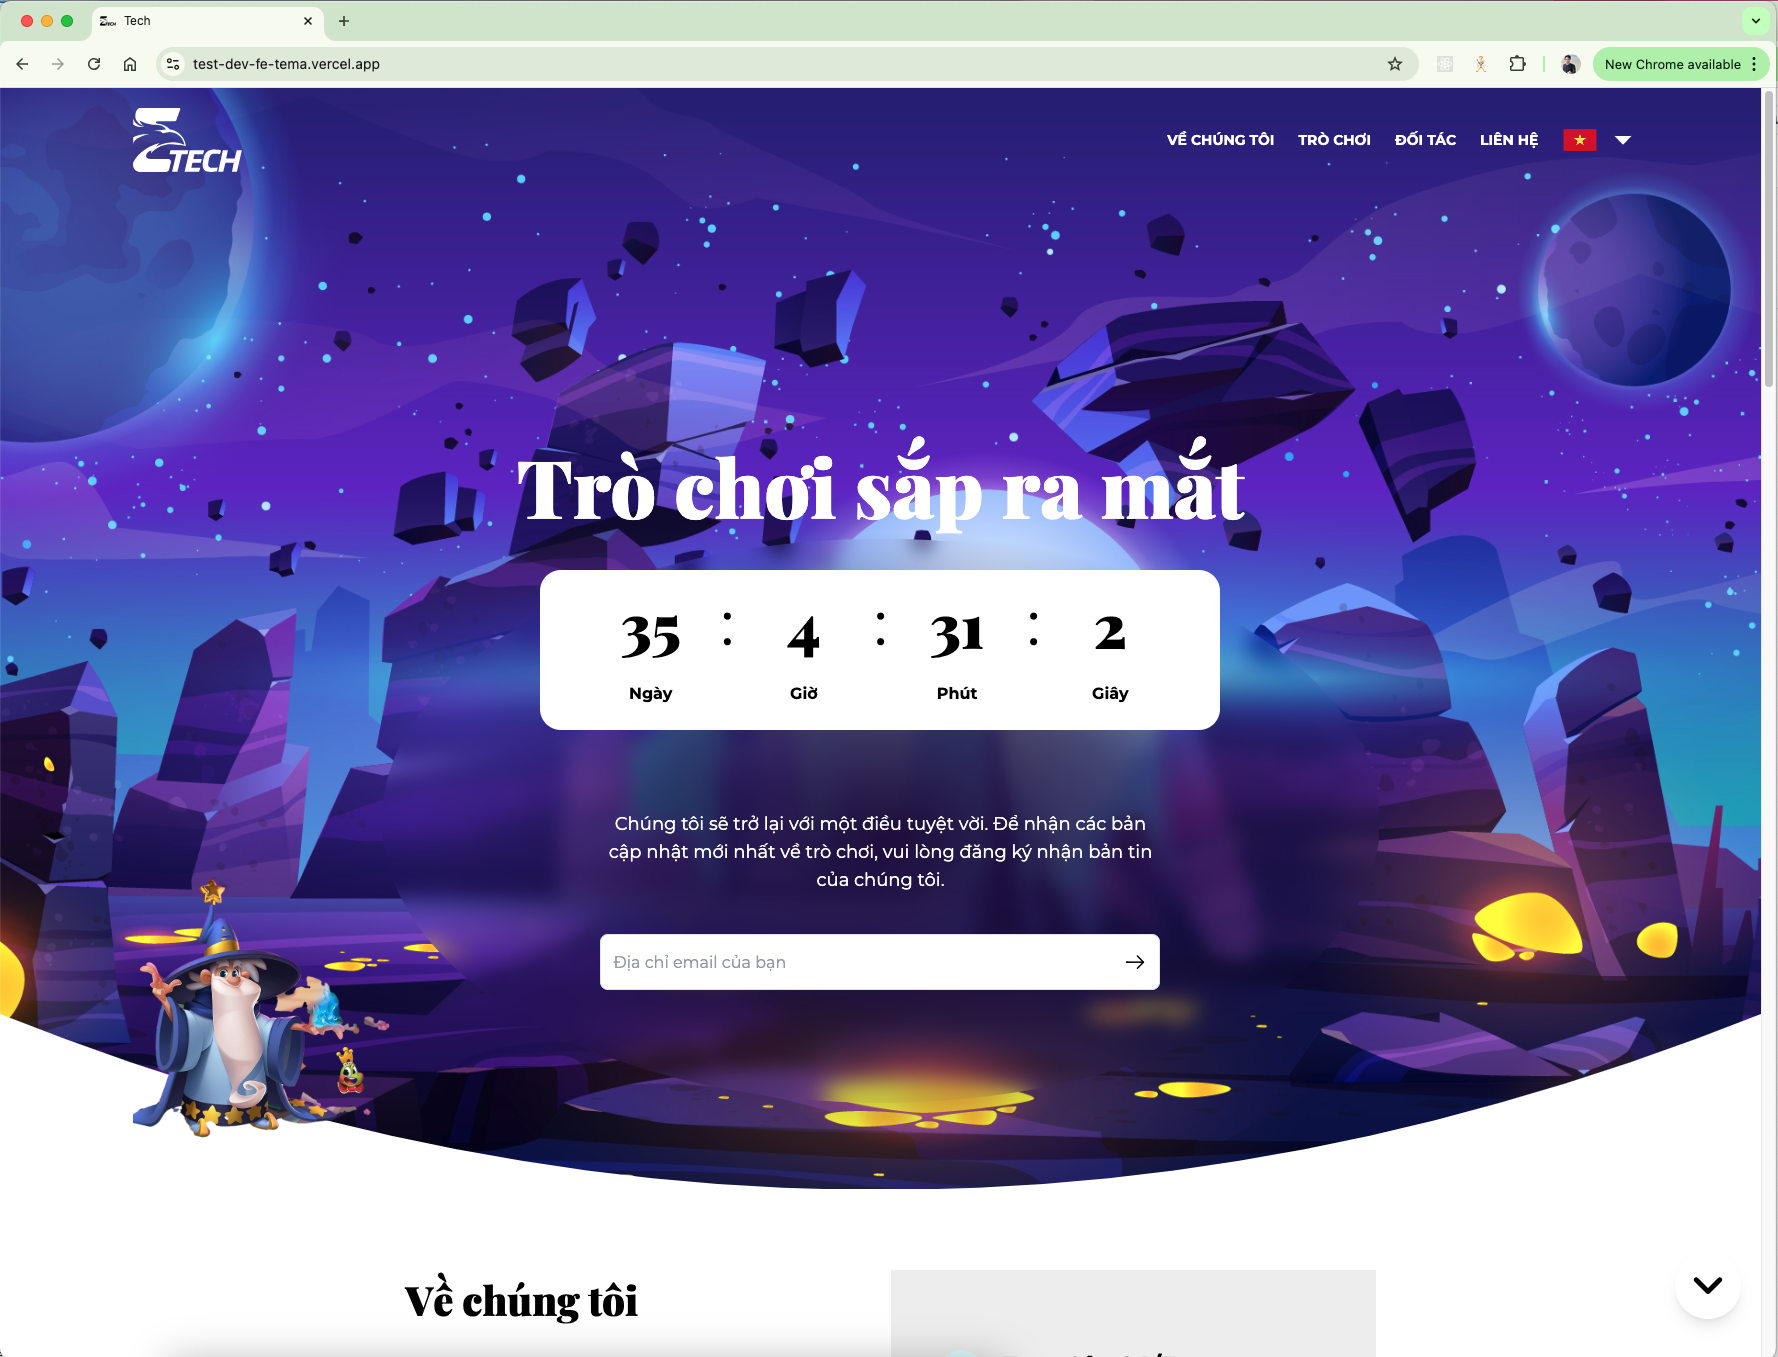 Tech
test-dev-fe-tema.vercel.app
New Chrome available
TECH
VỀ CHÚNG TÔI TRÒ CHƠI ĐỐI TÁC LIÊN HỆ
Trò chơi sắp ra mắt
35 : 4 : 31 : 2
Ngày Giờ Phút Giây
Chúng tôi sẽ trở lại với một điều tuyệt vời. Để nhận các bản
cập nhật mới nhất về trò chơi, vui lòng đăng ký nhận bản tin
của chúng tôi.
Địa chỉ email của bạn
Về chúng tôi